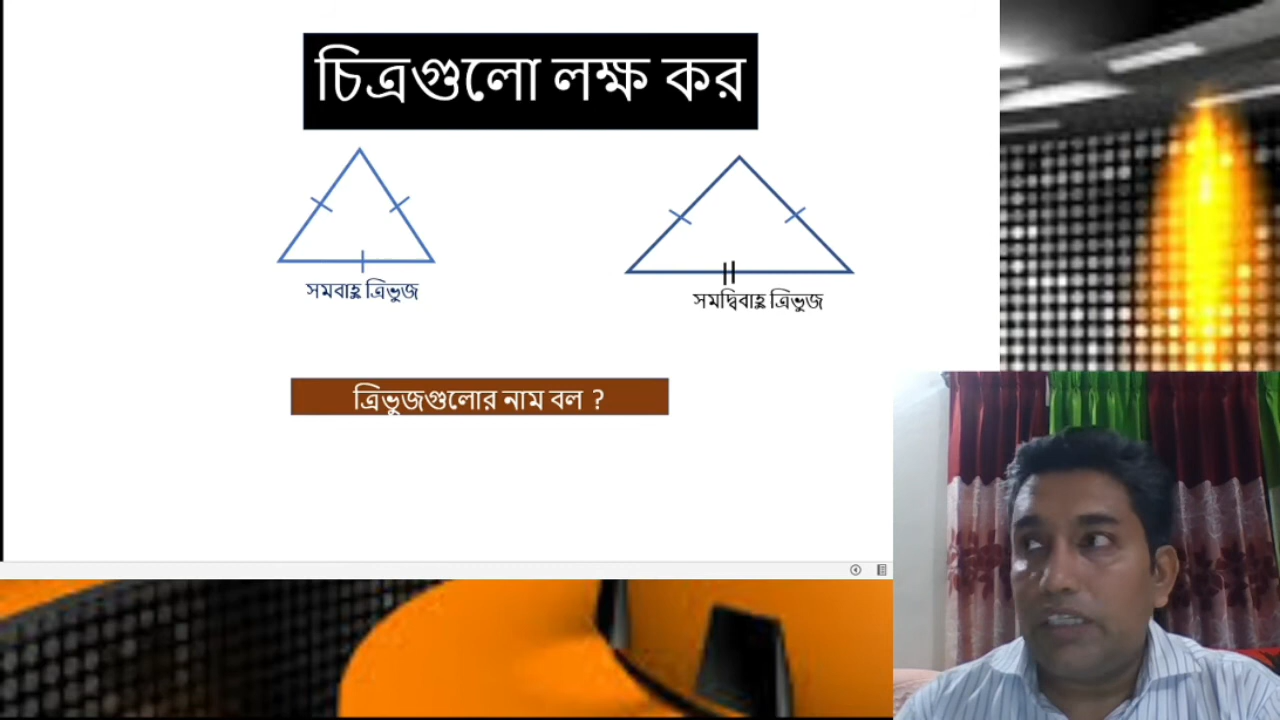 চিত্রগুলো লক্ষ কর
সমবাহু ত্রিভুজ
সমদ্বিবাহু ত্রিভুজ
ত্রিভুজগুলোর নাম বল ?